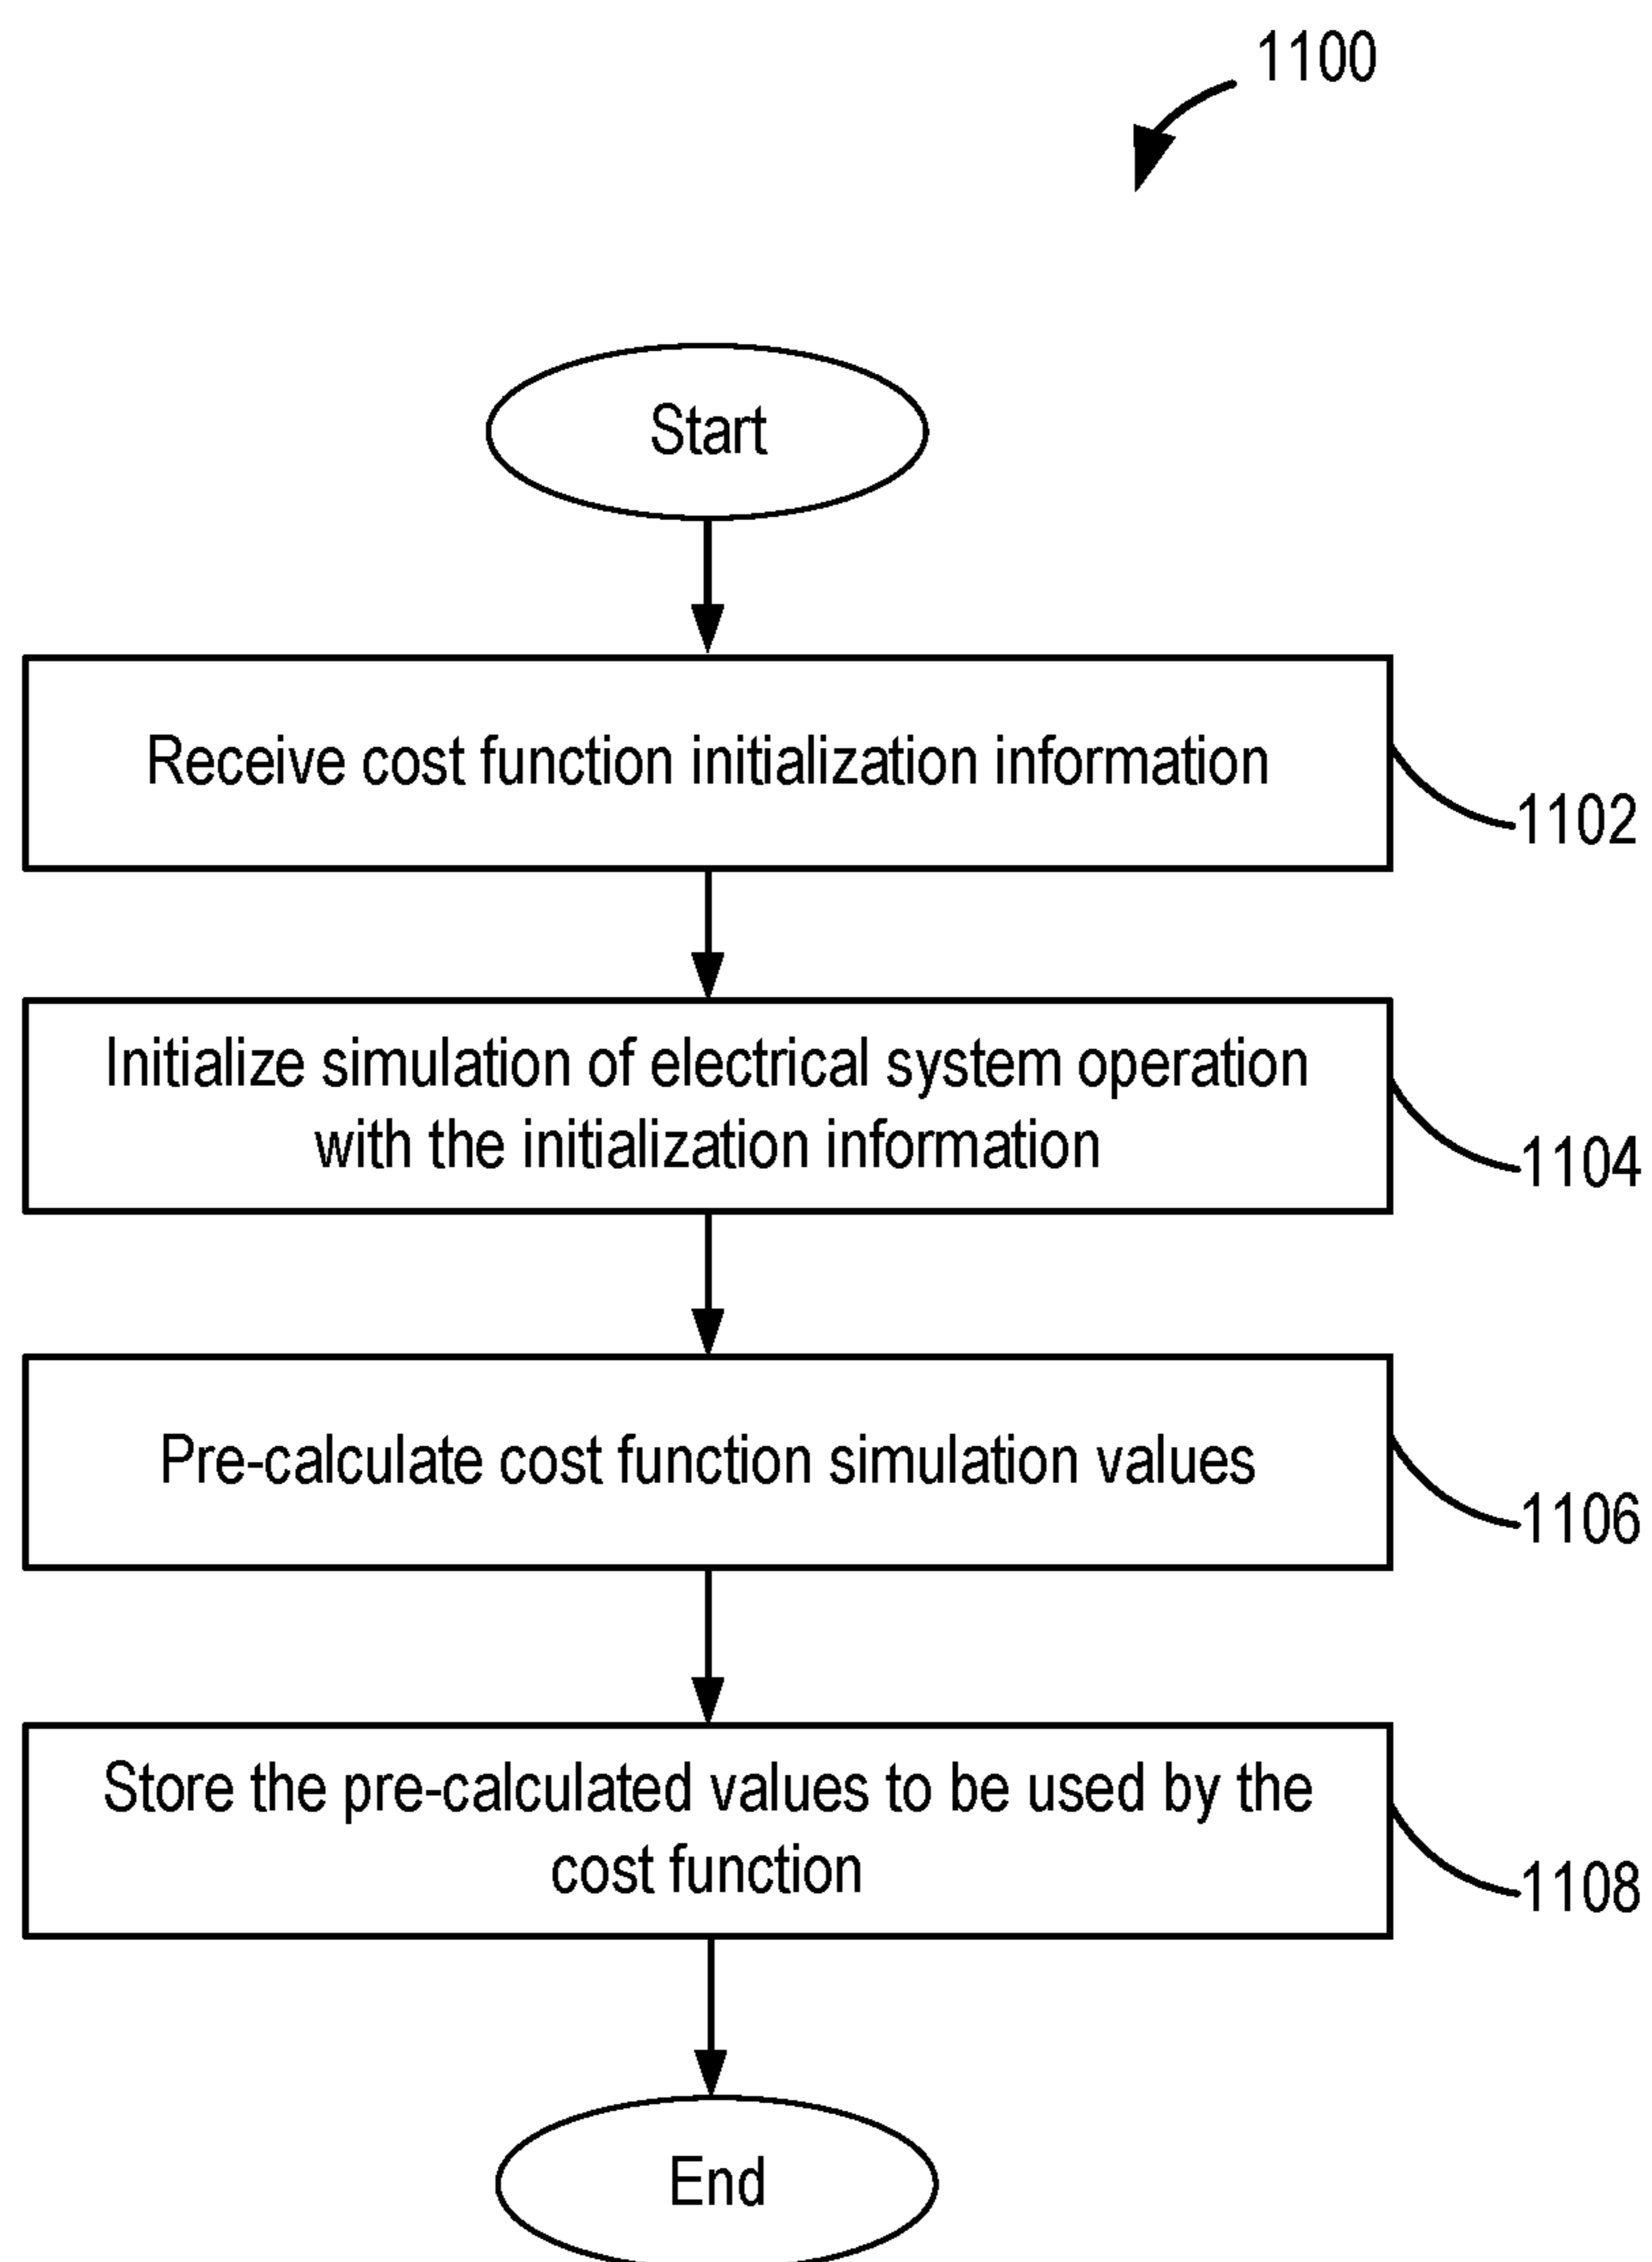 1100
Start
Receive cost function initialization information
1102
Initialize simulation of electrical system operation
with the initialization information
1104
Pre-calculate cost function simulation values
1106
Store the pre-calculated values to be used by the
cost function
1108
End